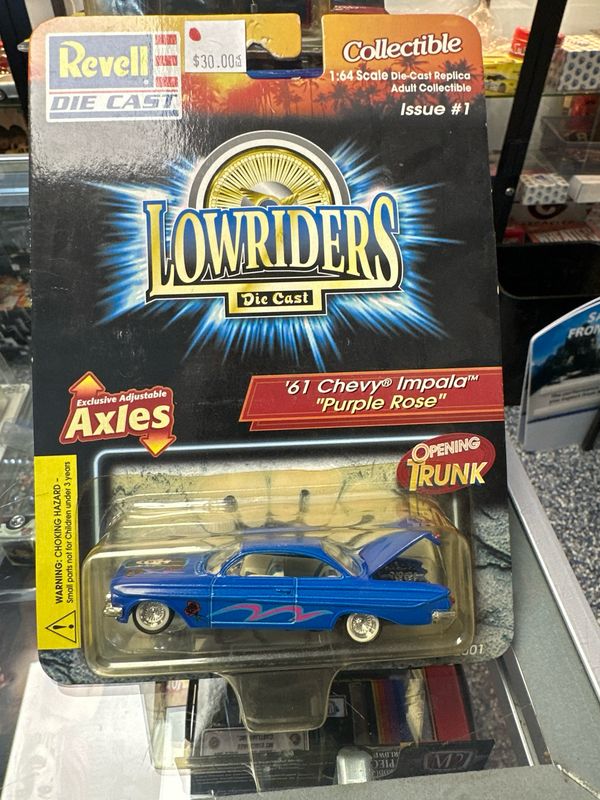 Revell
DIE CAST
$30.00
Collectible
1:64 Scale Die-Cast Replica
Adult Collectible
Issue #1
LOWRIDERS
Die Cast
'61 Chevy® Impala™
"Purple Rose"
Exclusive Adjustable
Axles
OPENING
TRUNK
WARNING: CHOKING HAZARD -
Small parts not for Children under 3 years